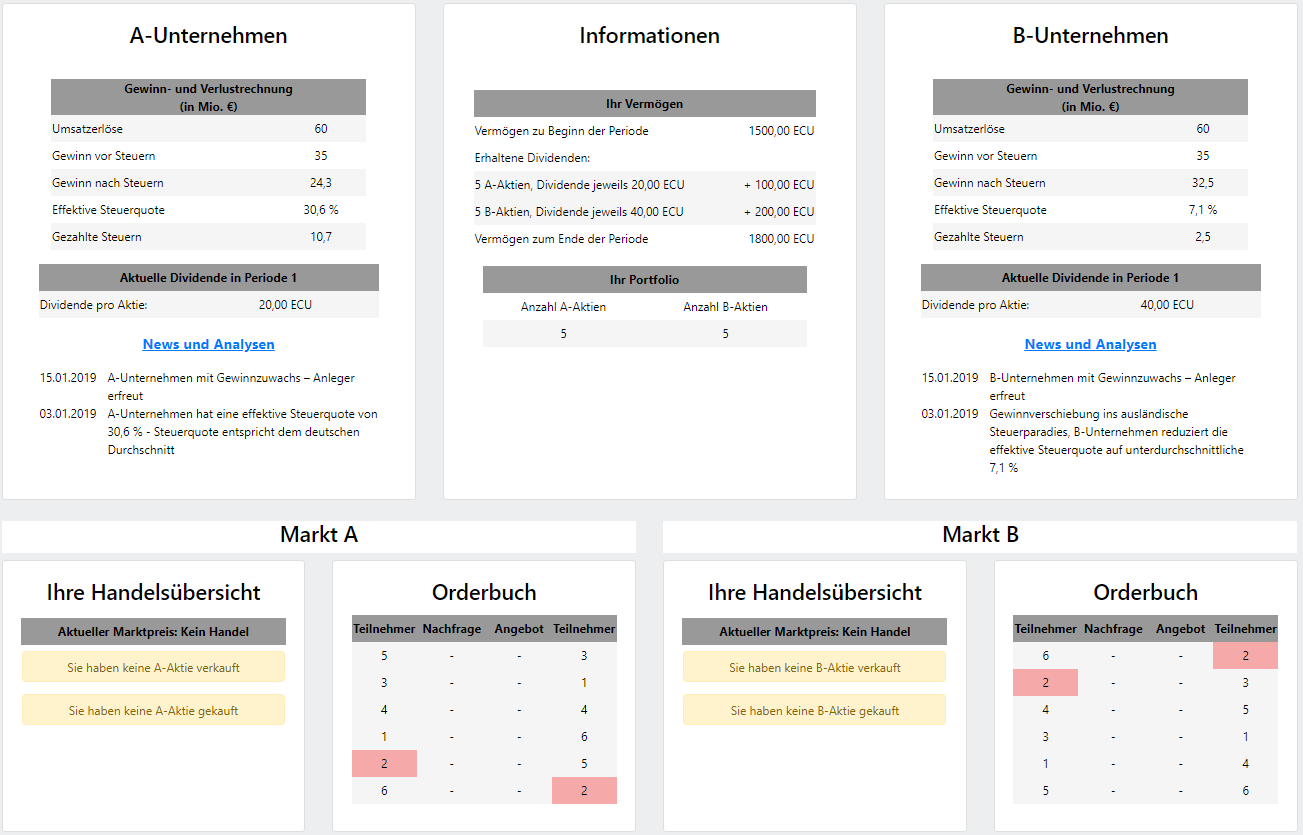 A-Unternehmen
Gewinn- und Verlustrechnung
(in Mio. €)
Umsatzerlöse 60
Gewinn vor Steuern 35
Gewinn nach Steuern 24,3
Effektive Steuerquote 30,6 %
Gezahlte Steuern 10,7
Aktuelle Dividende in Periode 1
Dividende pro Aktie: 20,00 ECU
News und Analysen
15.01.2019 A-Unternehmen mit Gewinnzuwachs – Anleger
erfreut
03.01.2019 A-Unternehmen hat eine effektive Steuerquote von
30,6 % - Steuerquote entspricht dem deutschen
Durchschnitt
Informationen
Ihr Vermögen
Vermögen zu Beginn der Periode 1500,00 ECU
Erhaltene Dividenden:
5 A-Aktien, Dividende jeweils 20,00 ECU + 100,00 ECU
5 B-Aktien, Dividende jeweils 40,00 ECU + 200,00 ECU
Vermögen zum Ende der Periode 1800,00 ECU
Ihr Portfolio
Anzahl A-Aktien Anzahl B-Aktien
5 5
B-Unternehmen
Gewinn- und Verlustrechnung
(in Mio. €)
Umsatzerlöse 60
Gewinn vor Steuern 35
Gewinn nach Steuern 32,5
Effektive Steuerquote 7,1 %
Gezahlte Steuern 2,5
Aktuelle Dividende in Periode 1
Dividende pro Aktie: 40,00 ECU
News und Analysen
15.01.2019 B-Unternehmen mit Gewinnzuwachs – Anleger
erfreut
03.01.2019 Gewinnverschiebung ins ausländische
Steuerparadies, B-Unternehmen reduziert die
effektive Steuerquote auf unterdurchschnittliche
7,1 %
Markt A
Ihre Handelsübersicht
Aktueller Marktpreis: Kein Handel
Sie haben keine A-Aktie verkauft
Sie haben keine A-Aktie gekauft
Orderbuch
Teilnehmer Nachfrage Angebot Teilnehmer
5 - - 3
3 - - 1
4 - - 4
1 - - 6
2 - - 5
6 - - 2
Markt B
Ihre Handelsübersicht
Aktueller Marktpreis: Kein Handel
Sie haben keine B-Aktie verkauft
Sie haben keine B-Aktie gekauft
Orderbuch
Teilnehmer Nachfrage Angebot Teilnehmer
6 - - 2
2 - - 3
4 - - 5
3 - - 1
1 - - 4
5 - - 6